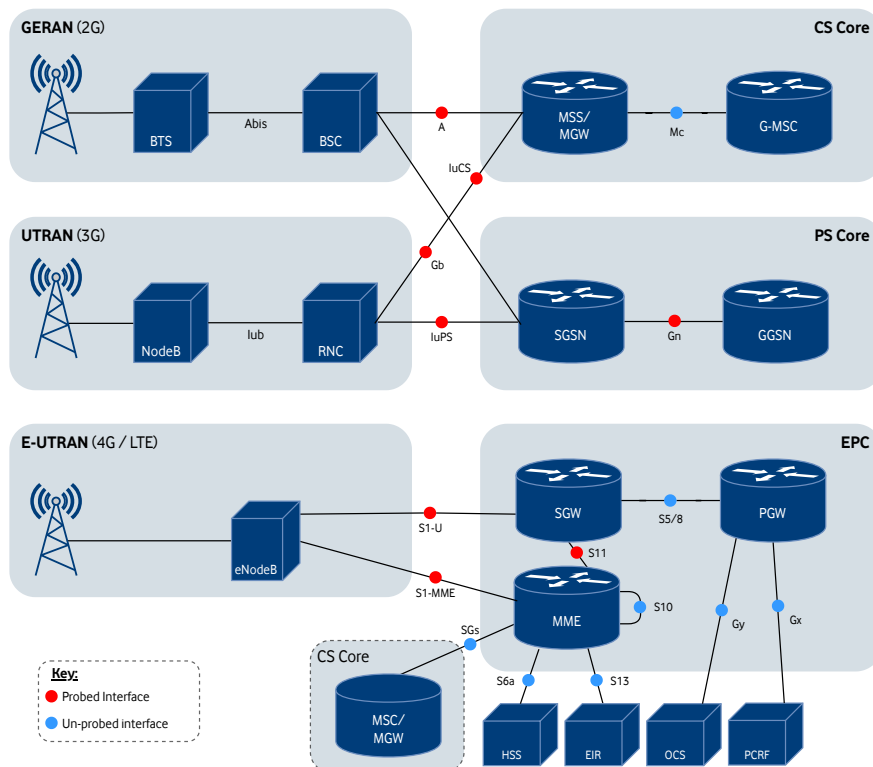 GERAN (2G)
CS Core
BTS
Abis
BSC
A
MSS/
MGW
Mc
G-MSC
IuCS
UTRAN (3G)
PS Core
Gb
NodeB
Iub
RNC
IuPS
SGSN
Gn
GGSN
E-UTRAN (4G / LTE)
EPC
SGW
S5/8
PGW
S1-U
S11
eNodeB
S1-MME
MME
S10
Gy
Gx
SGs
CS Core
S6a
S13
MSC/
MGW
HSS
EIR
OCS
PCRF
Key:
Probed Interface
Un-probed interface